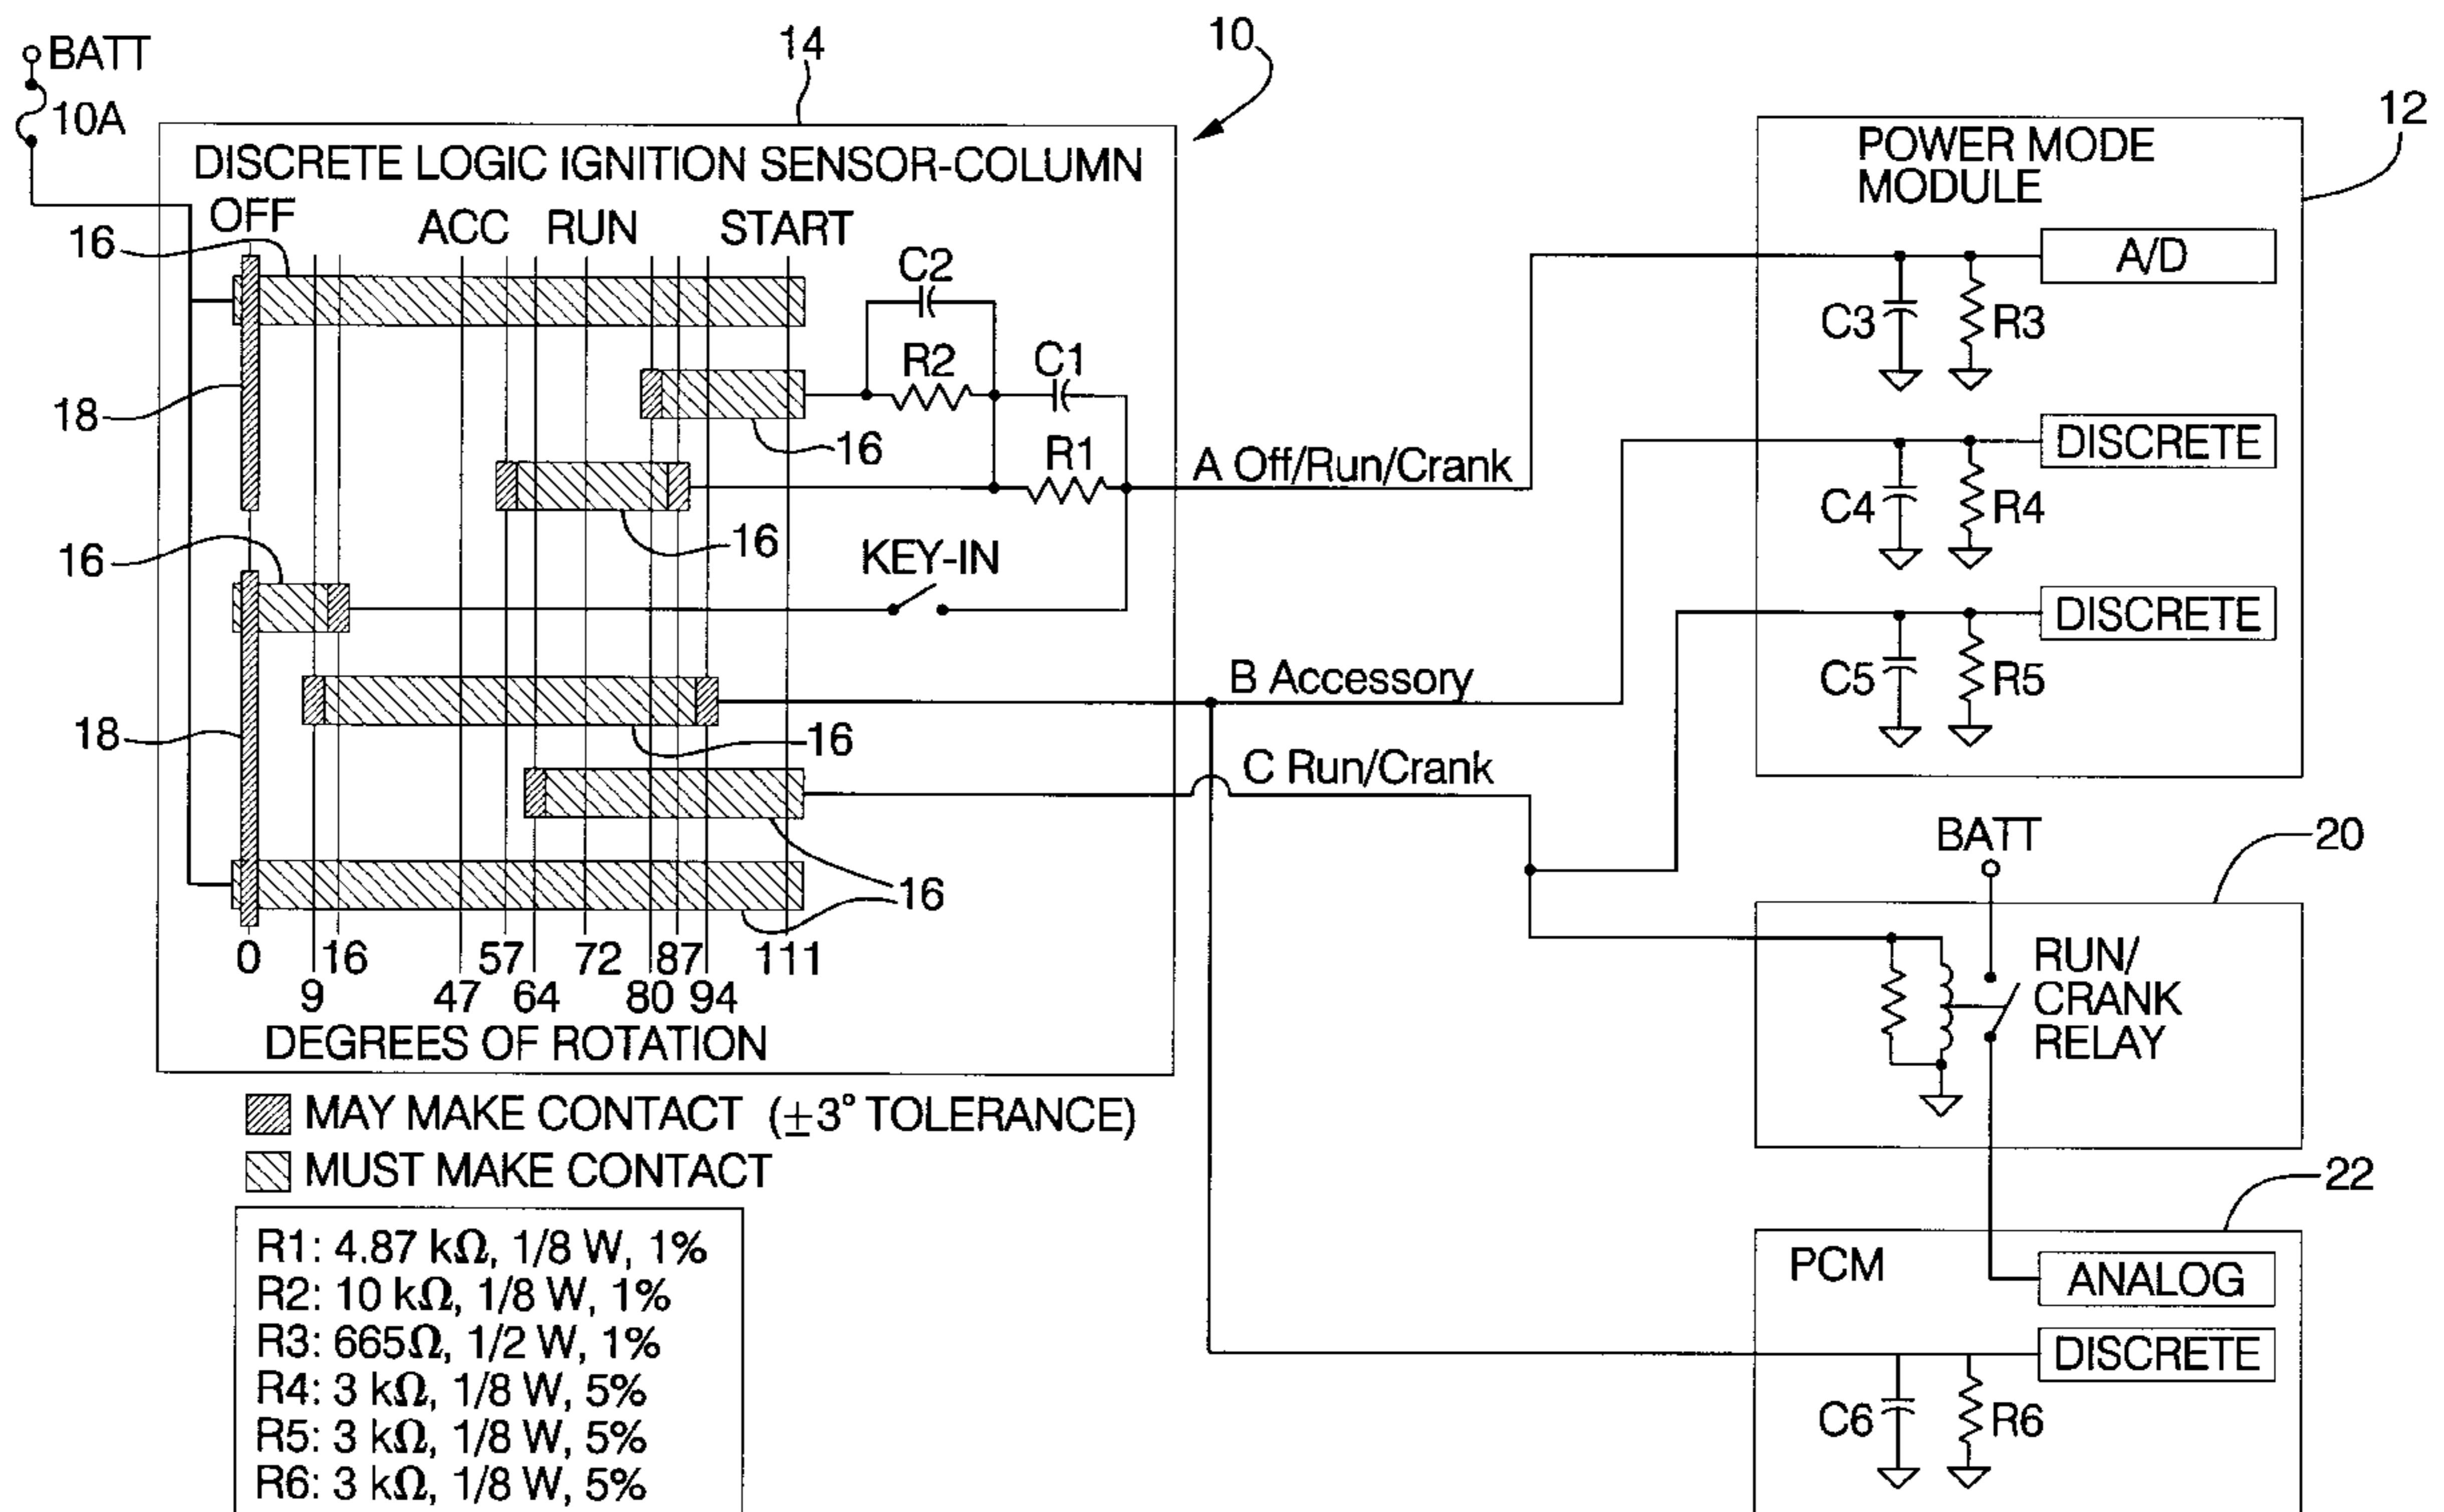 BATT
10A
14
10
12
DISCRETE LOGIC IGNITION SENSOR-COLUMN
OFF ACC RUN START
16
18
16
18
C2
R2
C1
R1
16
16
KEY-IN
16
16
A Off/Run/Crank
B Accessory
C Run/Crank
0 16 57 72 87 111
9 47 64 80 94
DEGREES OF ROTATION
MAY MAKE CONTACT (±3° TOLERANCE)
MUST MAKE CONTACT
R1: 4.87 kΩ, 1/8 W, 1%
R2: 10 kΩ, 1/8 W, 1%
R3: 665Ω, 1/2 W, 1%
R4: 3 kΩ, 1/8 W, 5%
R5: 3 kΩ, 1/8 W, 5%
R6: 3 kΩ, 1/8 W, 5%
POWER MODE
MODULE
A/D
C3 R3
DISCRETE
C4 R4
DISCRETE
C5 R5
BATT
20
RUN/
CRANK
RELAY
22
PCM
ANALOG
DISCRETE
C6 R6